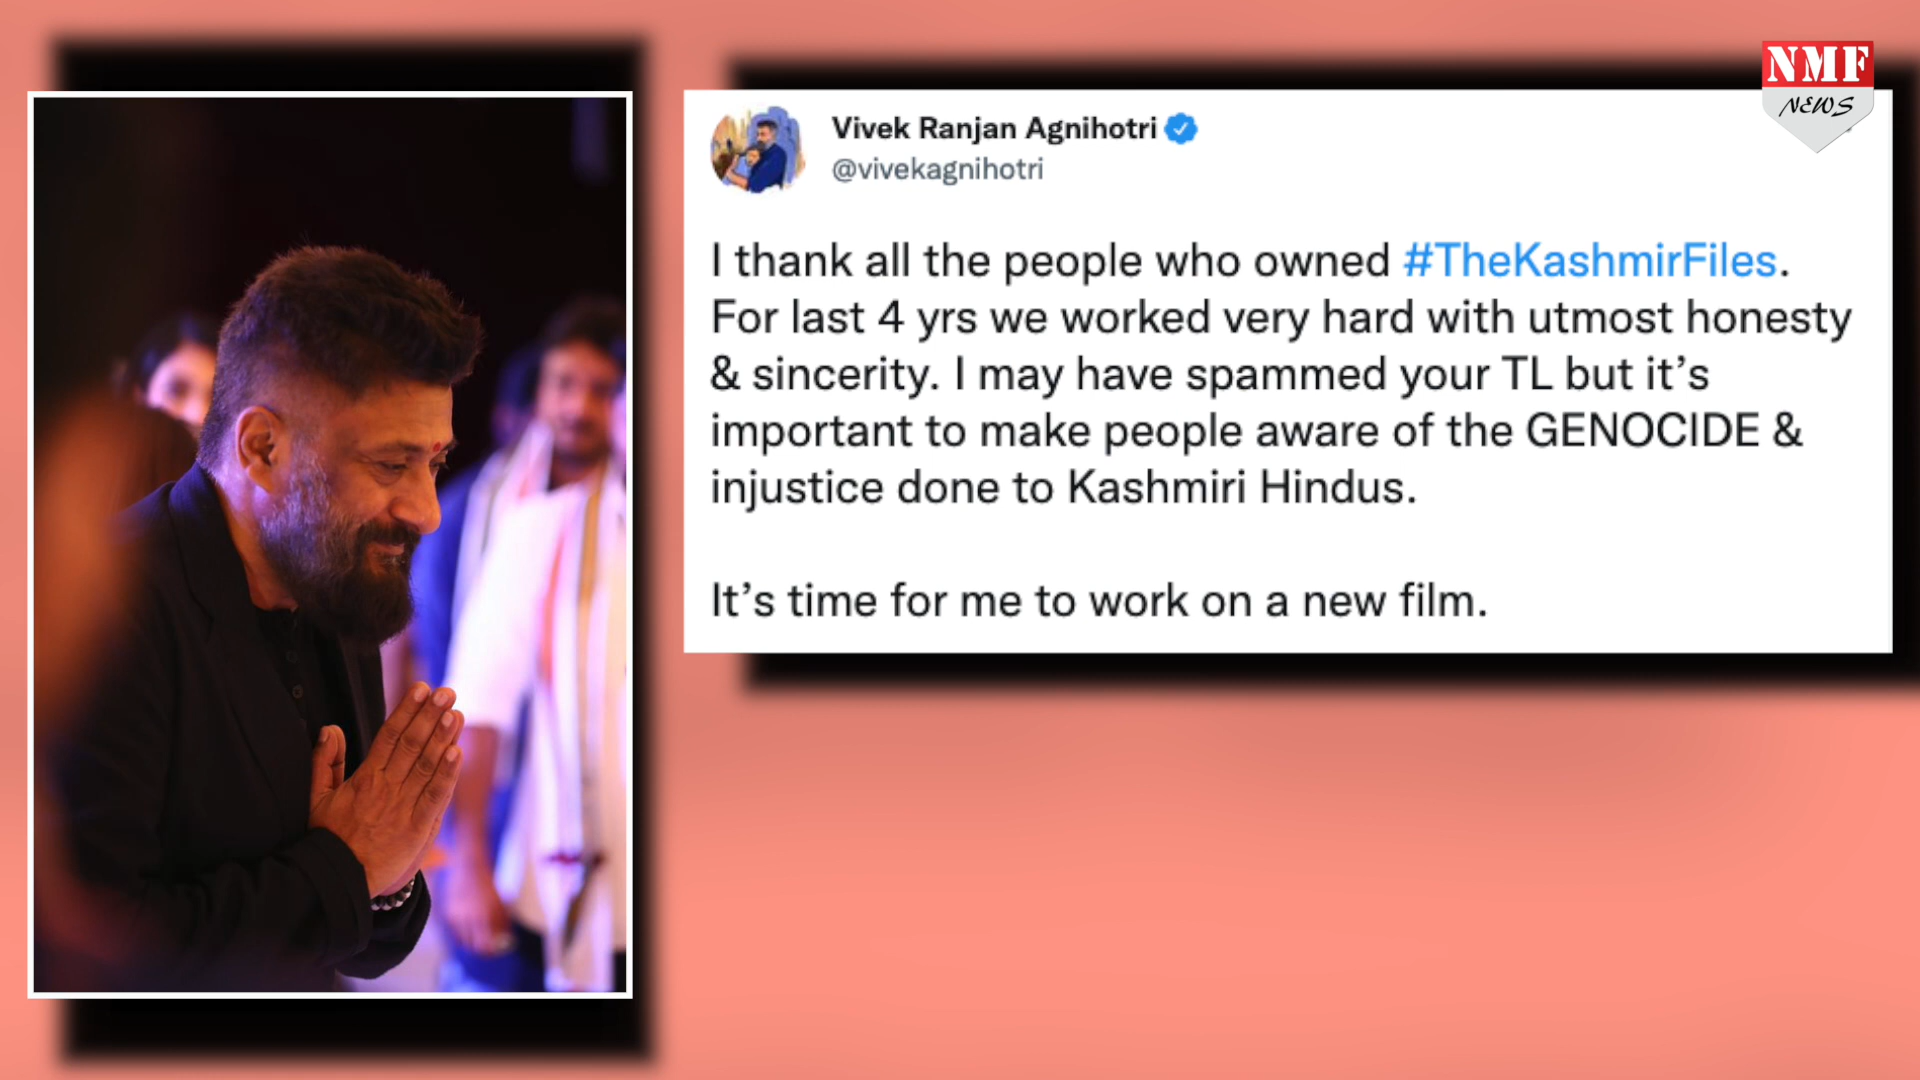 NMF
NEWS
Vivek Ranjan Agnihotri
@vivekagnihotri
I thank all the people who owned #TheKashmirFiles.
For last 4 yrs we worked very hard with utmost honesty
& sincerity. I may have spammed your TL but it’s
important to make people aware of the GENOCIDE &
injustice done to Kashmiri Hindus.
It’s time for me to work on a new film.